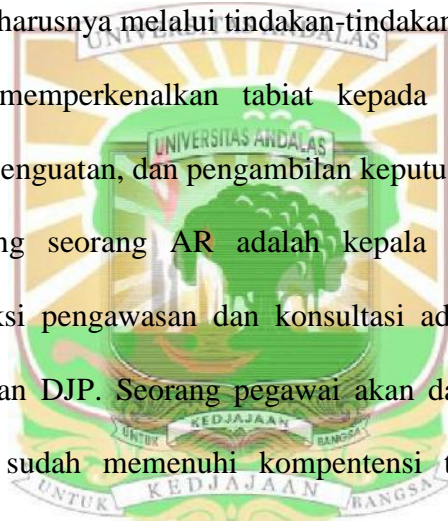 harusnya melalui tindakan-tindakan
UNIVERSITAS ANDALAS
memperkenalkan tabiat kepada
UNIVERSITAS ANDALAS
enguatan, dan pengambilan keputu
ng seorang AR adalah kepala
ksi pengawasan dan konsultasi ad
an DJP. Seorang pegawai akan da
KEDJAJAAN
UNTUK BANGSA
sudah memenuhi kompentensi t
UNTUK KEDJAJAAN BANGSA